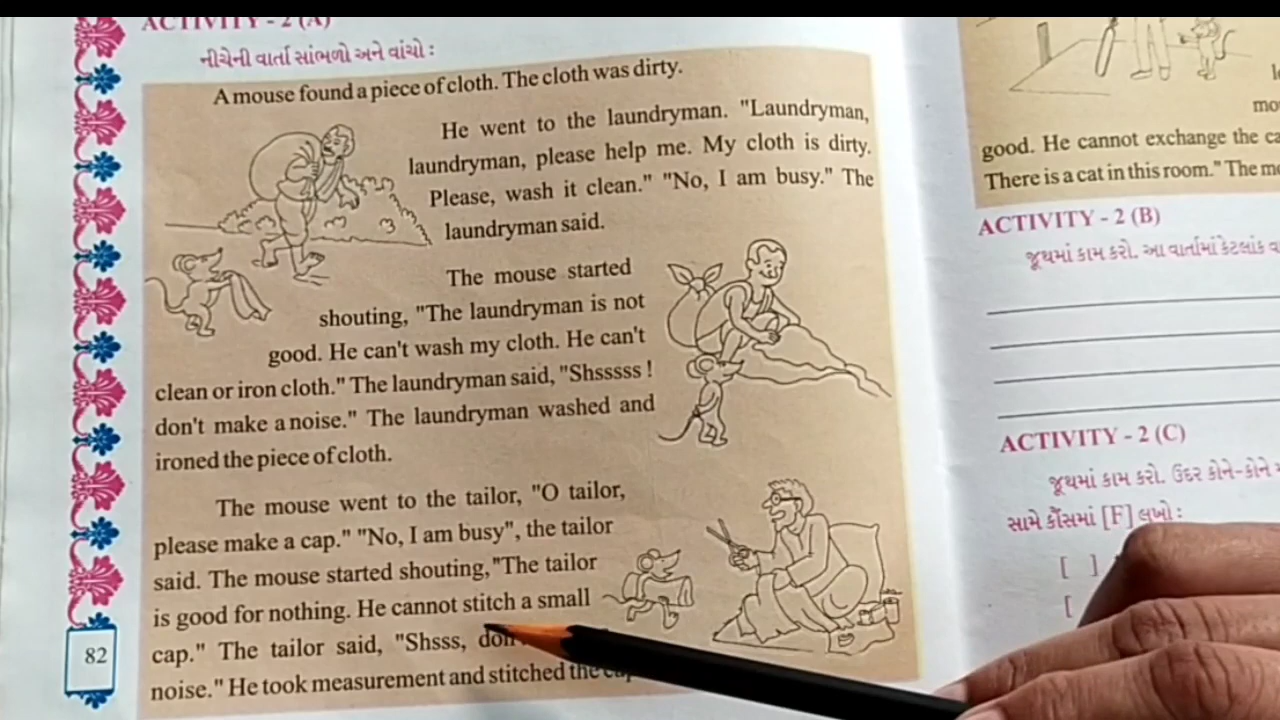 ACTIVITY - 2 (A)
નીચેની વાર્તા સાંભળો અને વાંચો :
A mouse found a piece of cloth. The cloth was dirty.
He went to the laundryman. "Laundryman,
laundryman, please help me. My cloth is dirty.
Please, wash it clean." "No, I am busy." The
laundryman said.
The mouse started
shouting, "The laundryman is not
good. He can't wash my cloth. He can't
clean or iron cloth." The laundryman said, "Shsssss !
don't make a noise." The laundryman washed and
ironed the piece of cloth.
The mouse went to the tailor, "O tailor,
please make a cap." "No, I am busy", the tailor
said. The mouse started shouting,"The tailor
is good for nothing. He cannot stitch a small
cap." The tailor said, "Shsss,
noise." He took measurement and stitched the
82
good. He cannot exchange the
There is a cat in this room." The
ACTIVITY - 2 (B)
જૂથમાં કામ કરો. આ વાર્તામાં કેટલાંક
ACTIVITY - 2 (C)
જૂથમાં કામ કરો. ઉંદર કોને-કોને
સામે કૌંસમાં [F] લખો :
[ ]
[